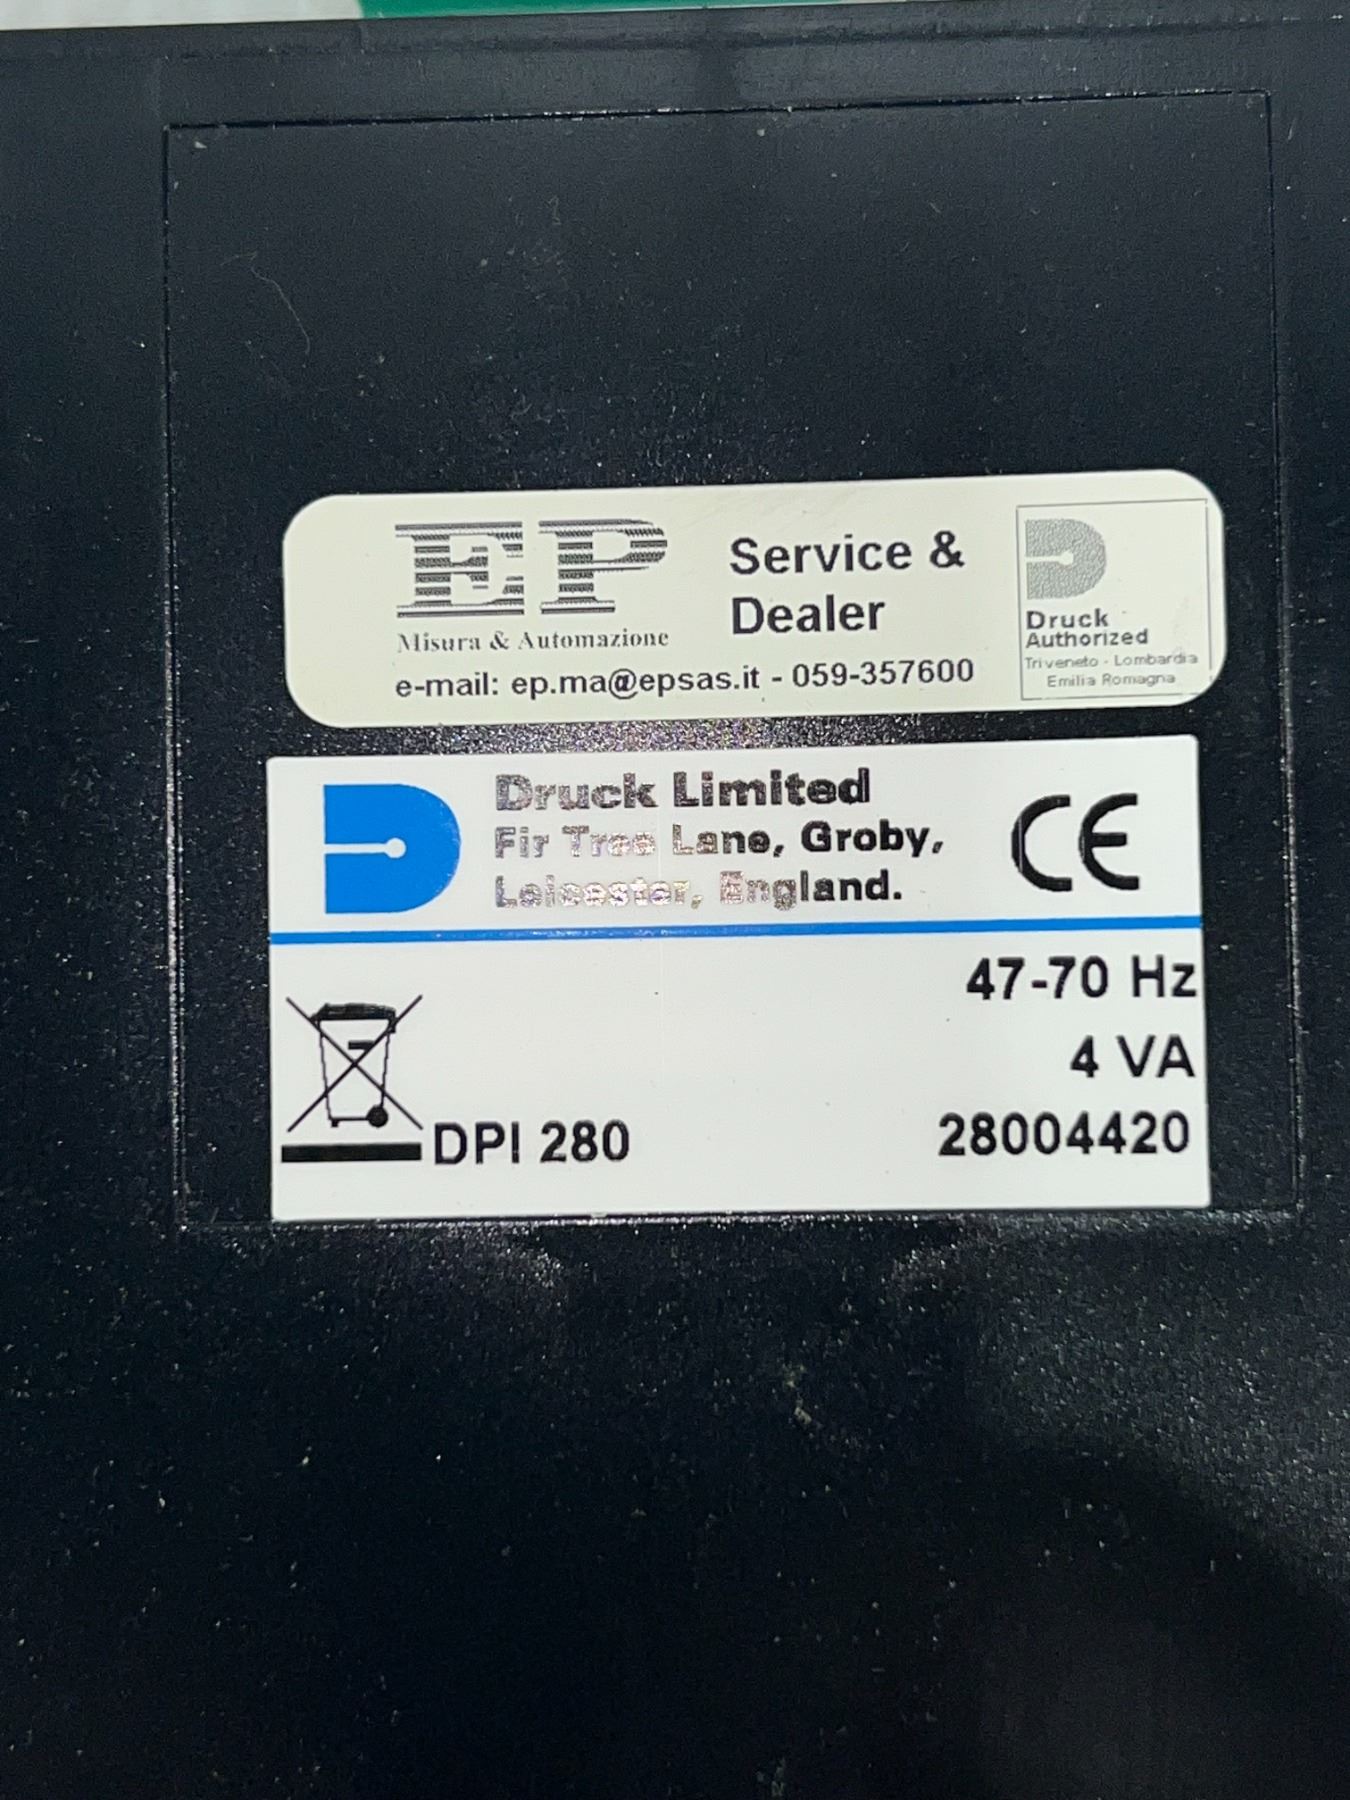 EP
Misura & Automazione
Service &
Dealer
e-mail: ep.ma@epsas.it - 059-357600
Druck
Authorized
Triveneto - Lombardia
Emilia Romagna
Druck Limited
Fir Tree Lane, Groby,
Leicester, England.
CE
47-70 Hz
4 VA
DPI 280
28004420